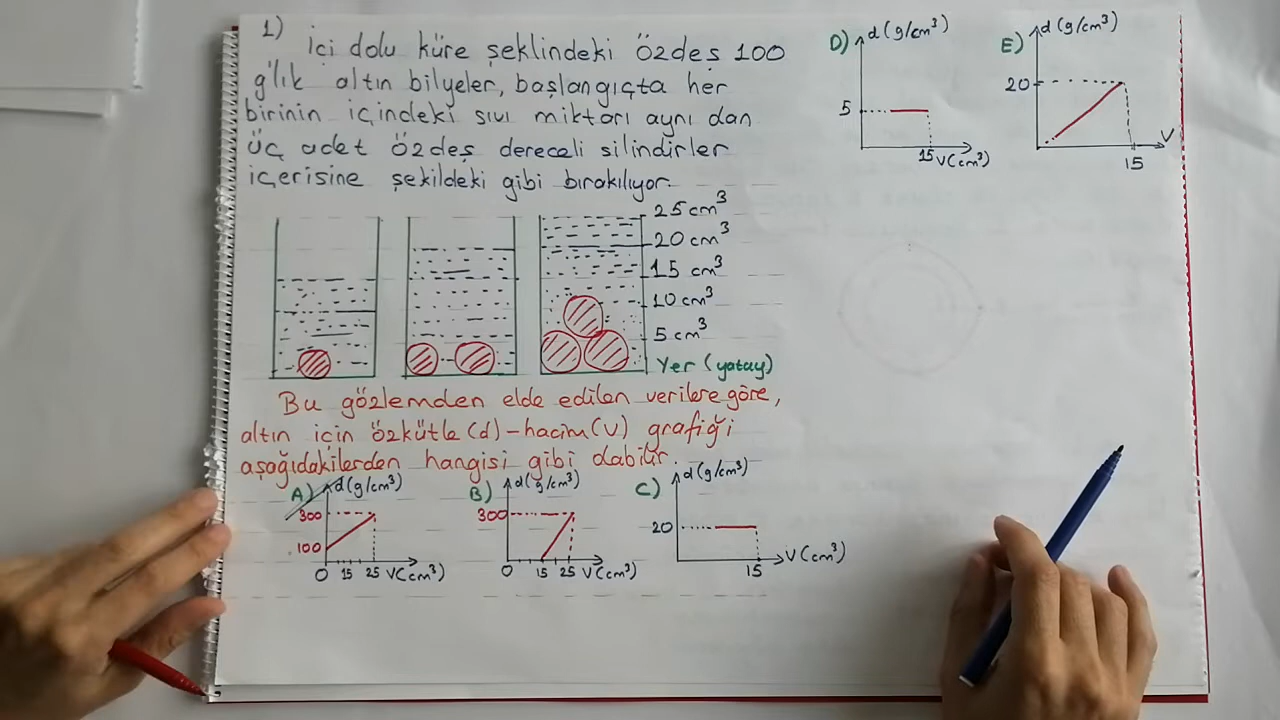 1)
İçi dolu küre şeklindeki özdeş 100
g'lık altın bilyeler, başlangıçta her
birinin içindeki sıvı miktarı aynı olan
üç adet özdeş dereceli silindirler
içerisine şekildeki gibi bırakılıyor.
25 cm³
20 cm³
15 cm³
10 cm³
5 cm³
Yer (yatay)
Bu gözlemden elde edilen verilere göre,
altın için özkütle(d)-hacim(V) grafiği
aşağıdakilerden hangisi gibi olabilir.
A) d(g/cm³)
300
100
0 15 25 V(cm³)
B) d(g/cm³)
300
0 15 25 V(cm³)
C) d(g/cm³)
20
15 V(cm³)
D) d(g/cm³)
5
15 V(cm³)
E) d(g/cm³)
20
15 V